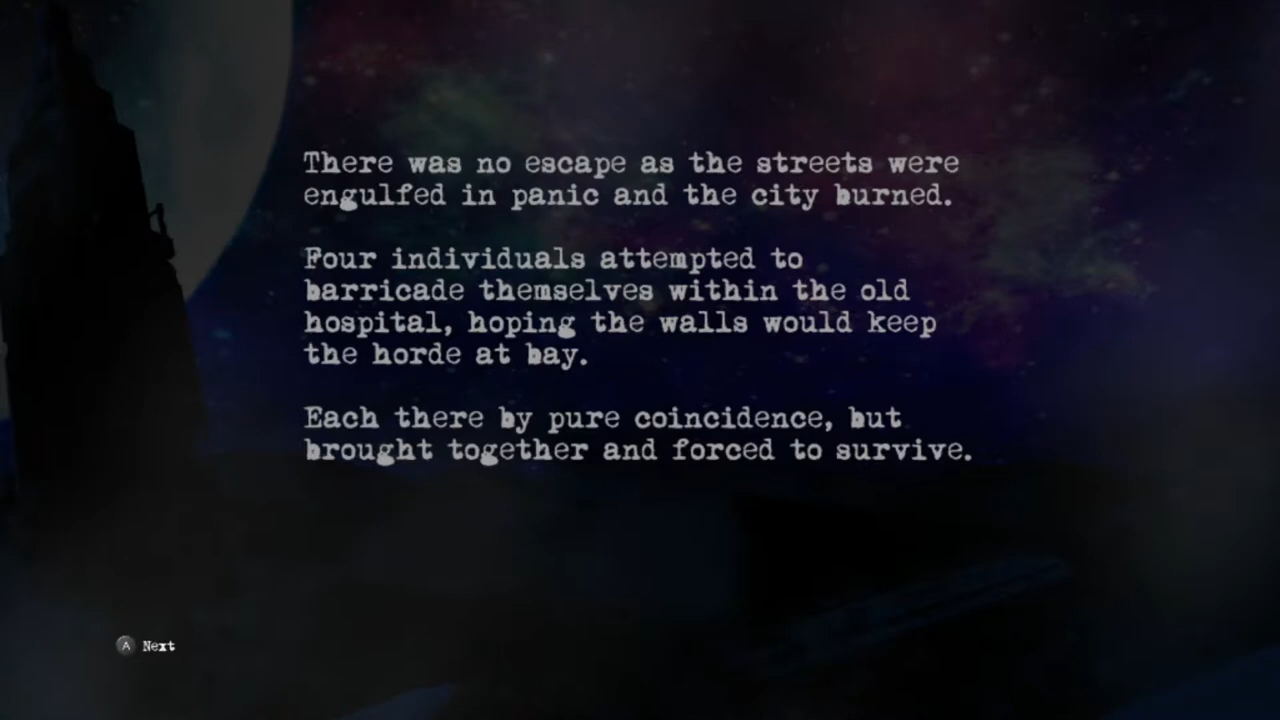 There was no escape as the streets were
engulfed in panic and the city burned.
Four individuals attempted to
barricade themselves within the old
hospital, hoping the walls would keep
the horde at bay.
Each there by pure coincidence, but
brought together and forced to survive.
A Next